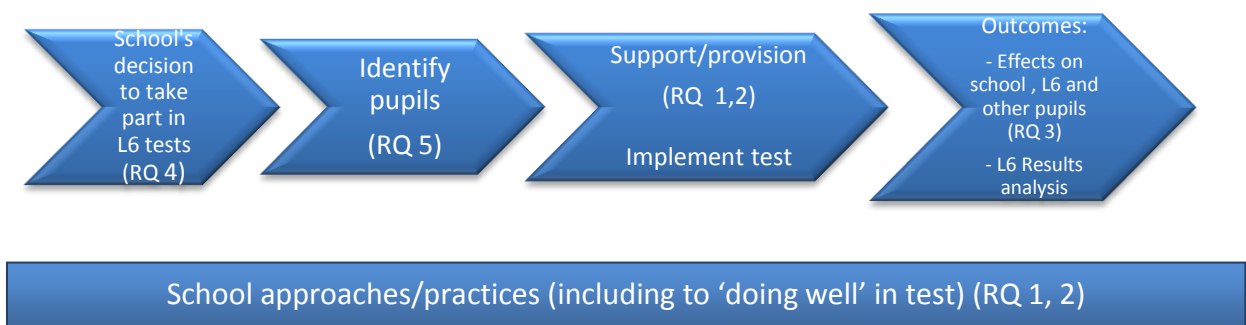 School's
decision
to take
part in
L6 tests
(RQ 4)
Identify
pupils
(RQ 5)
Support/provision
(RQ 1,2)
Implement test
Outcomes:
- Effects on
school , L6 and
other pupils
(RQ 3)
- L6 Results
analysis
School approaches/practices (including to ‘doing well’ in test) (RQ 1, 2)